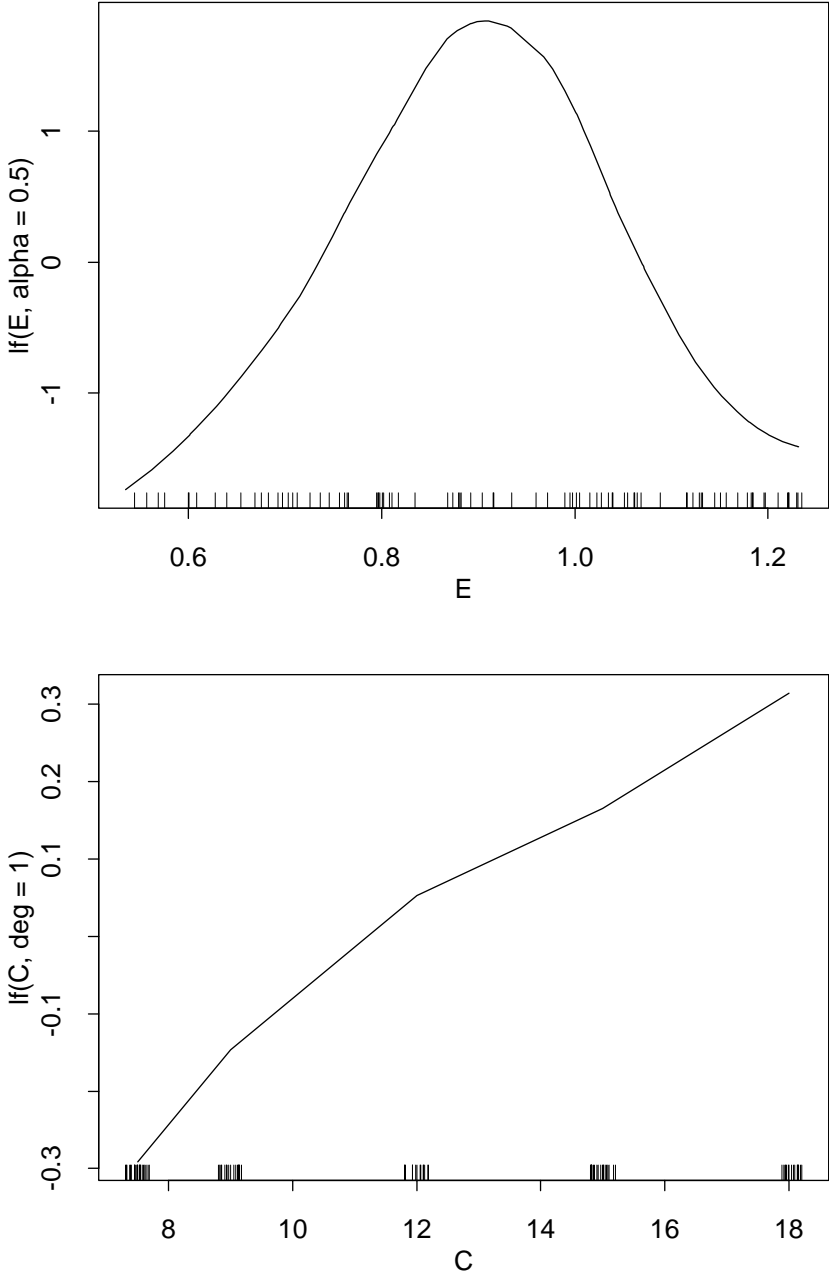 lf(E, alpha = 0.5)
1
0
-1
0.6 0.8 1.0 1.2
E
lf(C, deg = 1)
0.3
0.2
0.1
-0.1
-0.3
8 10 12 14 16 18
C